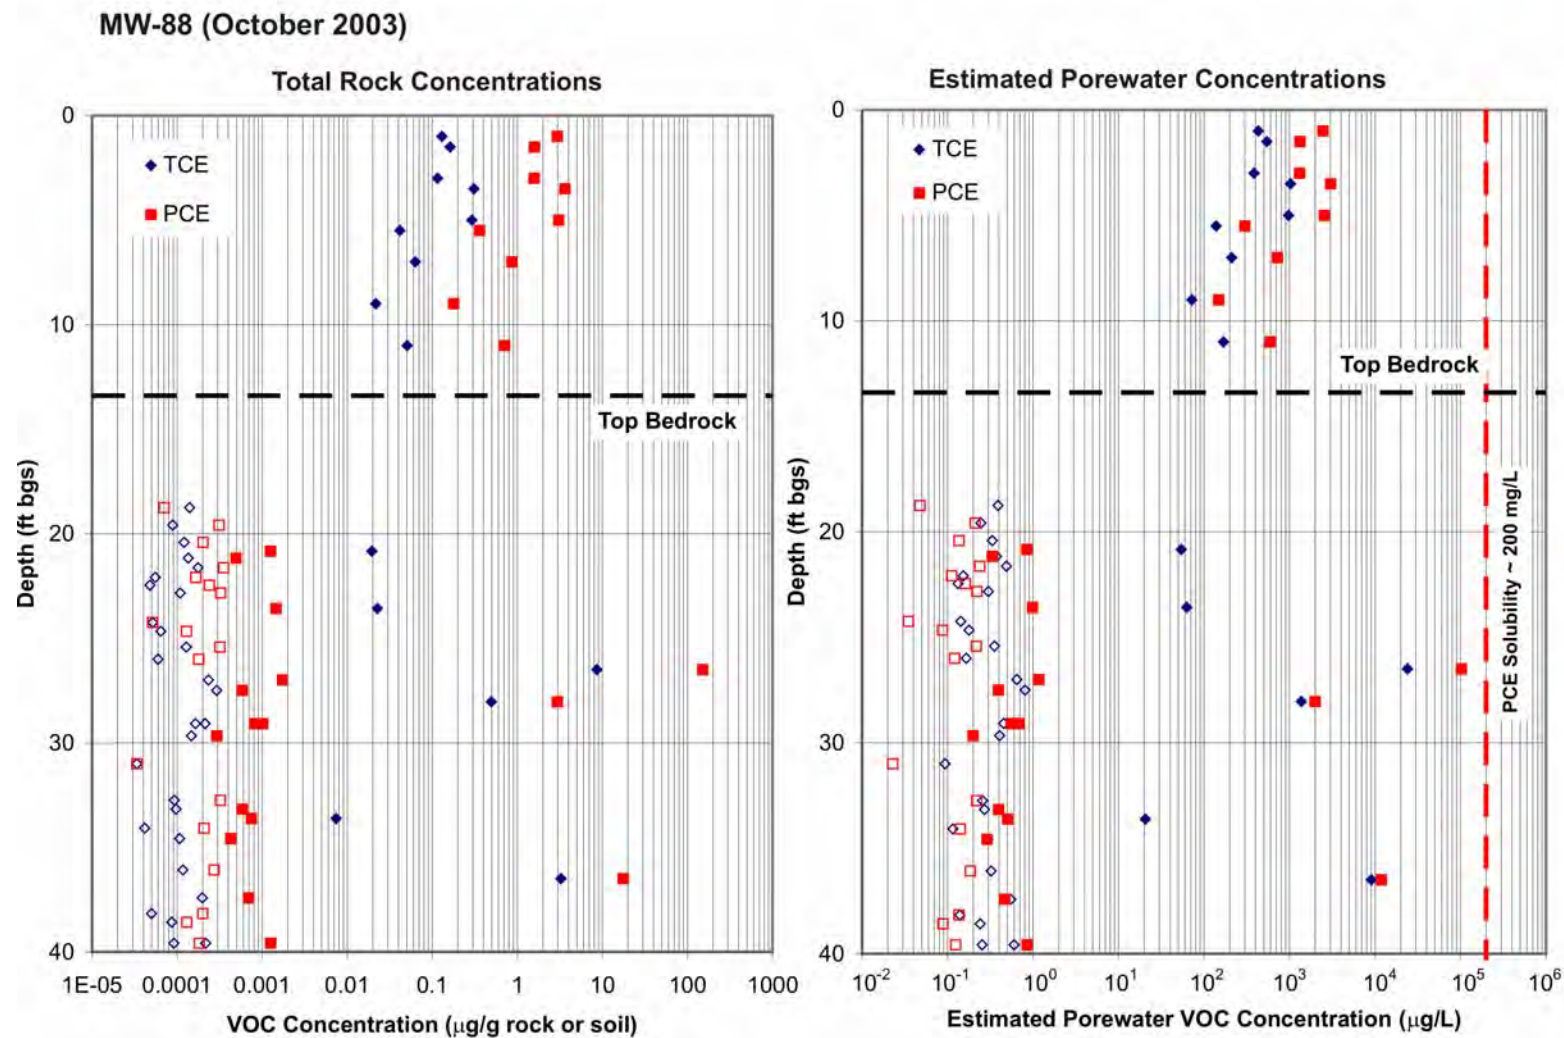 MW-88 (October 2003)
Total Rock Concentrations
0
10
20
30
40
Depth (ft bgs)
TCE
PCE
Top Bedrock
1E-05 0.0001 0.001 0.01 0.1 1 10 100 1000
VOC Concentration (μg/g rock or soil)
Estimated Porewater Concentrations
0
10
20
30
40
Depth (ft bgs)
TCE
PCE
Top Bedrock
PCE Solubility ~ 200 mg/L
10⁻² 10⁻¹ 10⁰ 10¹ 10² 10³ 10⁴ 10⁵ 10⁶
Estimated Porewater VOC Concentration (μg/L)